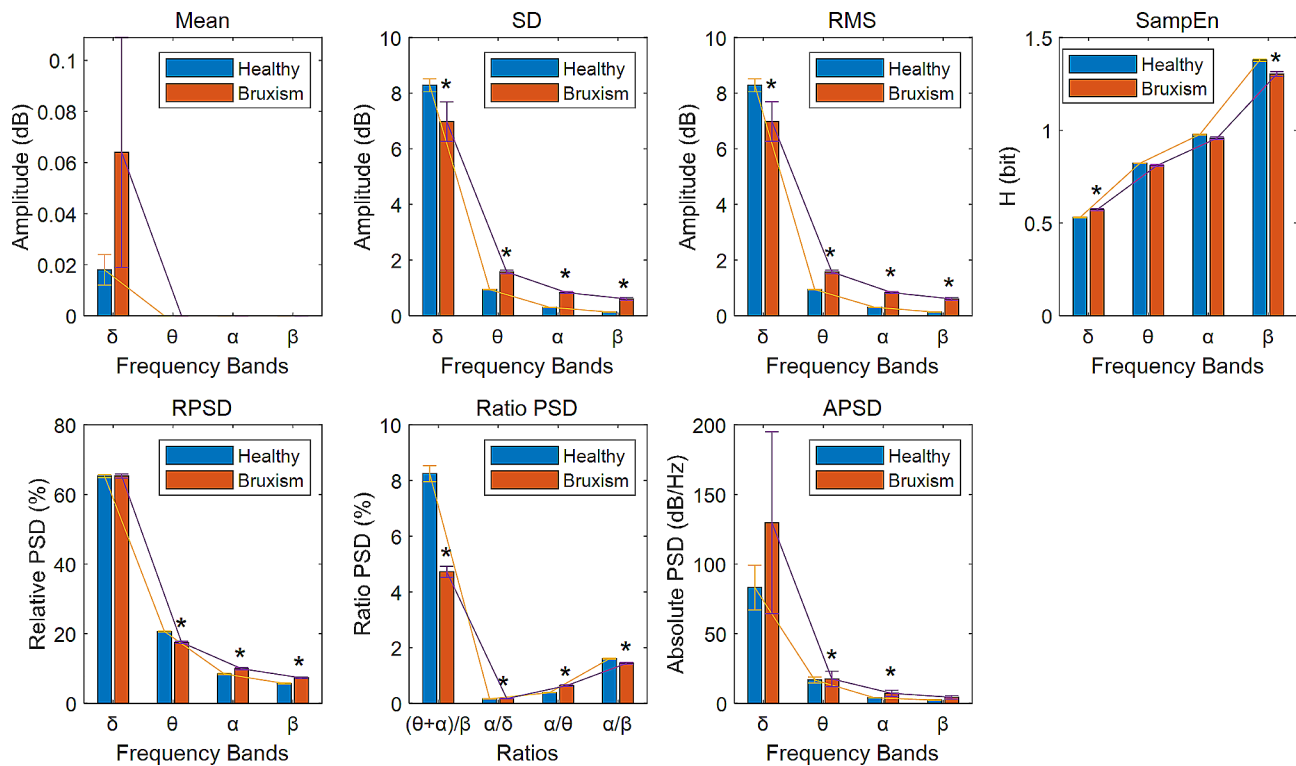 Mean
0.1
0.08
0.06
0.04
0.02
0
Amplitude (dB)
Healthy
Bruxism
δ θ α β
Frequency Bands
SD
10
8
6
4
2
0
Amplitude (dB)
Healthy
Bruxism
*
*
*
*
δ θ α β
Frequency Bands
RMS
10
8
6
4
2
0
Amplitude (dB)
Healthy
Bruxism
*
*
*
*
δ θ α β
Frequency Bands
SampEn
1.5
1
0.5
0
H (bit)
Healthy
Bruxism
*
*
δ θ α β
Frequency Bands
RPSD
80
60
40
20
0
Relative PSD (%)
Healthy
Bruxism
*
*
*
δ θ α β
Frequency Bands
Ratio PSD
10
8
6
4
2
0
Ratio PSD (%)
Healthy
Bruxism
*
*
*
*
(θ+α)/β α/δ α/θ α/β
Ratios
APSD
200
150
100
50
0
Absolute PSD (dB/Hz)
Healthy
Bruxism
*
*
δ θ α β
Frequency Bands